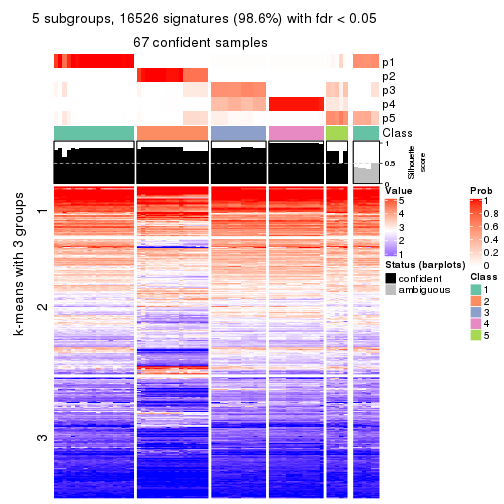 5 subgroups, 16526 signatures (98.6%) with fdr < 0.05
67 confident samples
p1
p2
p3
p4
p5
Class
1
0.5
0
Silhouette
score
k-means with 3 groups
1
2
3
Value
5
4
3
2
1
Status (barplots)
confident
ambiguous
Prob
1
0.8
0.6
0.4
0.2
0
Class
1
2
3
4
5